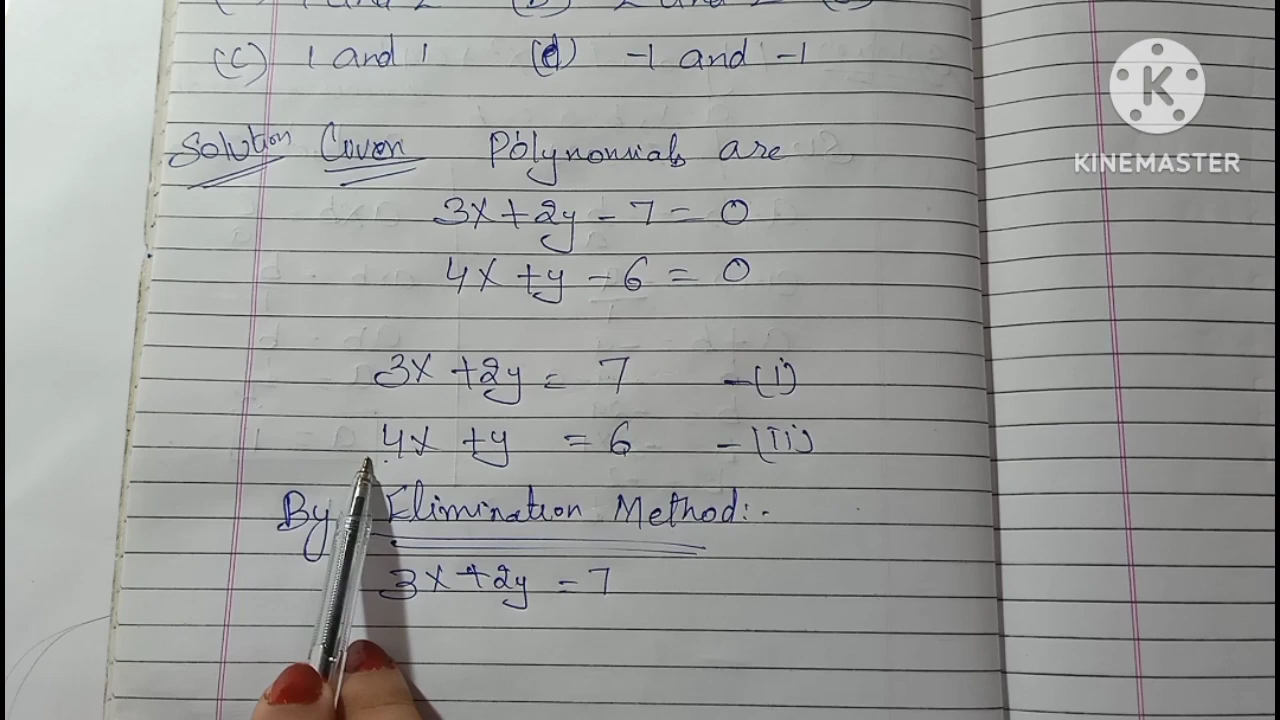 (C) 1 and 1 (d) -1 and -1
K
KINEMASTER
Solution Given Polynomials are
3x + 2y - 7 = 0
4x + y - 6 = 0
3x + 2y = 7 -(i)
4x + y = 6 -(ii)
By Elimination Method:-
3x + 2y = 7